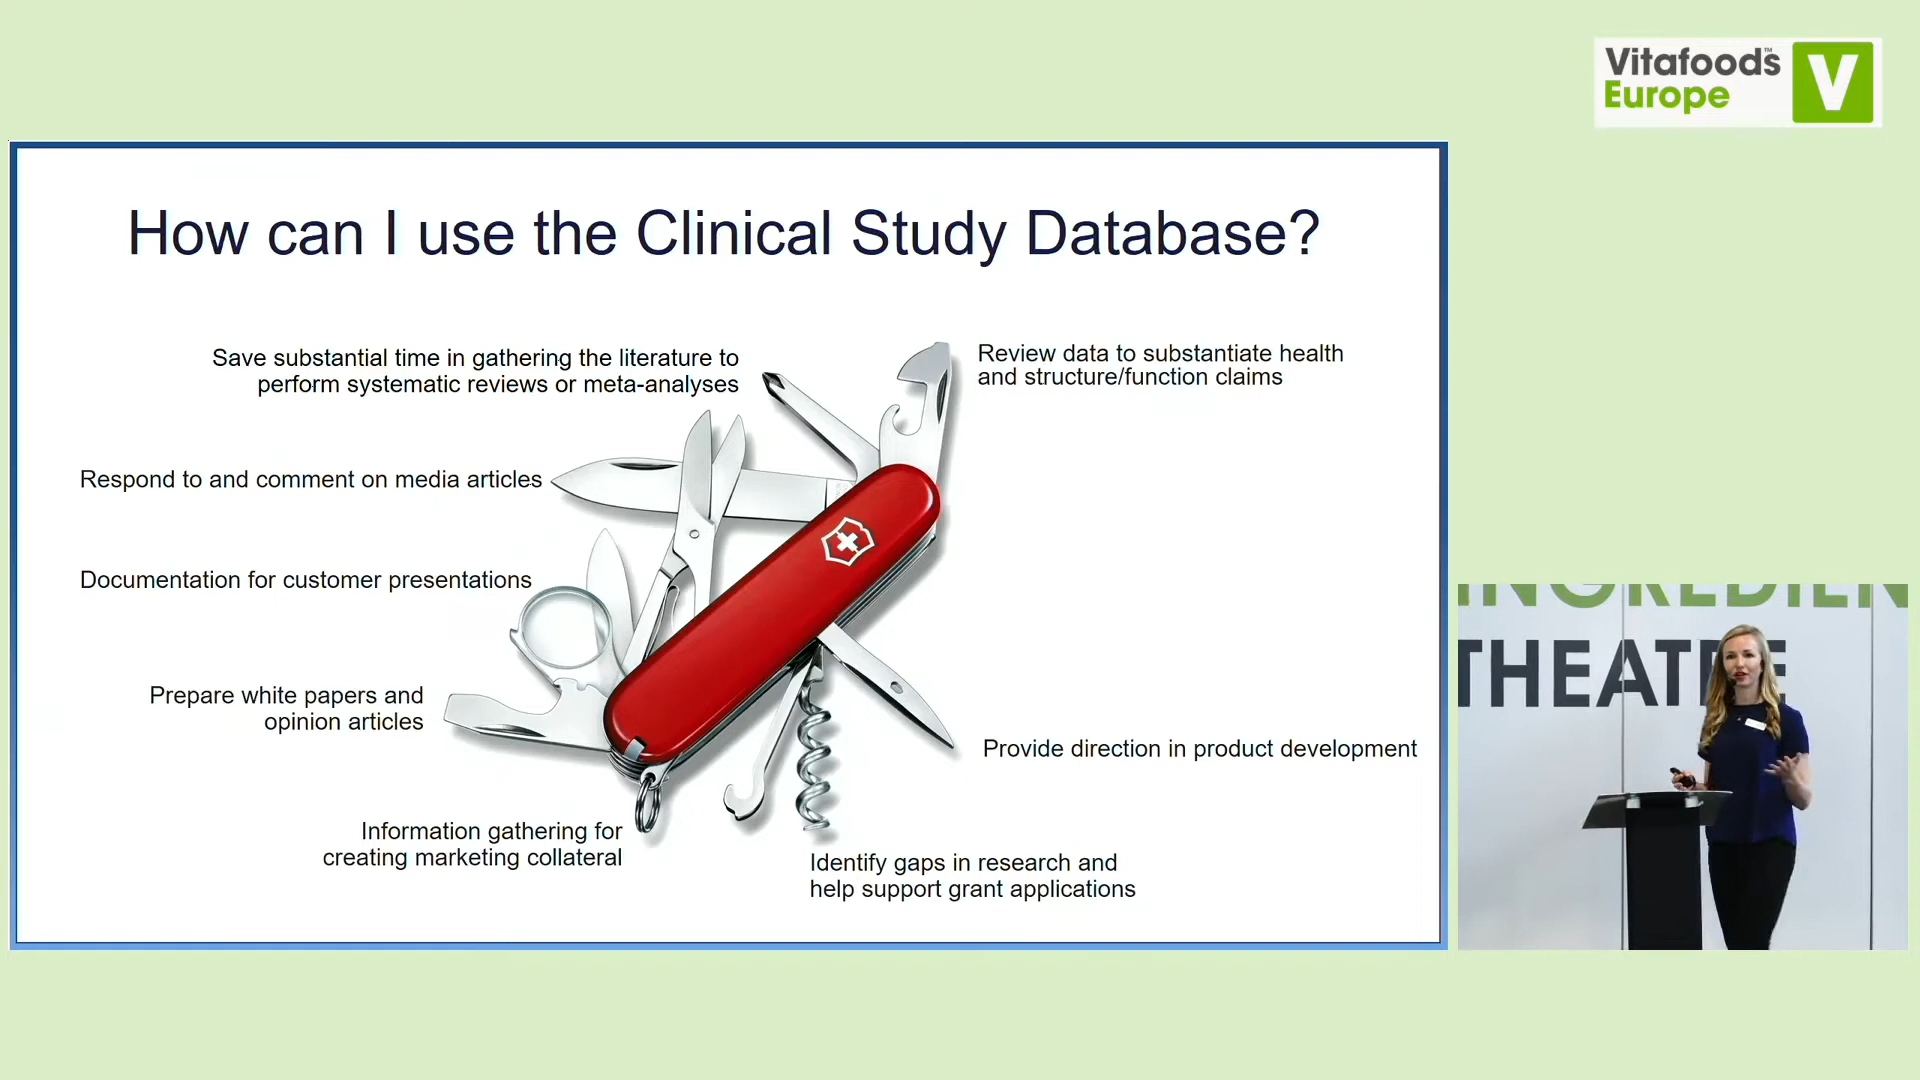 Vitafoods™
Europe
V
How can I use the Clinical Study Database?
Save substantial time in gathering the literature to
perform systematic reviews or meta-analyses
Review data to substantiate health
and structure/function claims
Respond to and comment on media articles
Documentation for customer presentations
Prepare white papers and
opinion articles
Provide direction in product development
Information gathering for
creating marketing collateral
Identify gaps in research and
help support grant applications
INGREDIEN
THEATRE